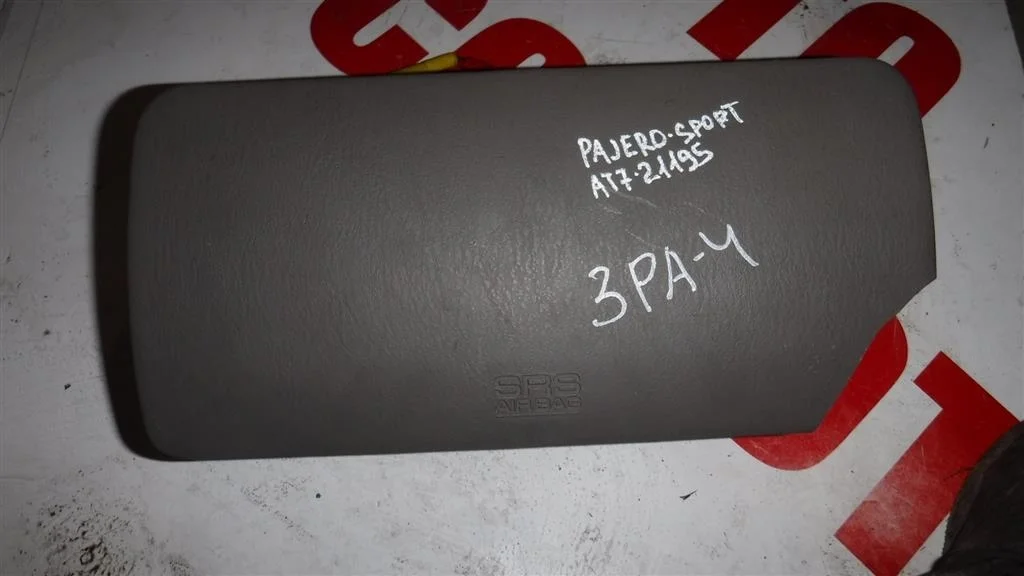 PAJERO-SPORT
AT7-21195
3PA-4
SRS
AIRBAG